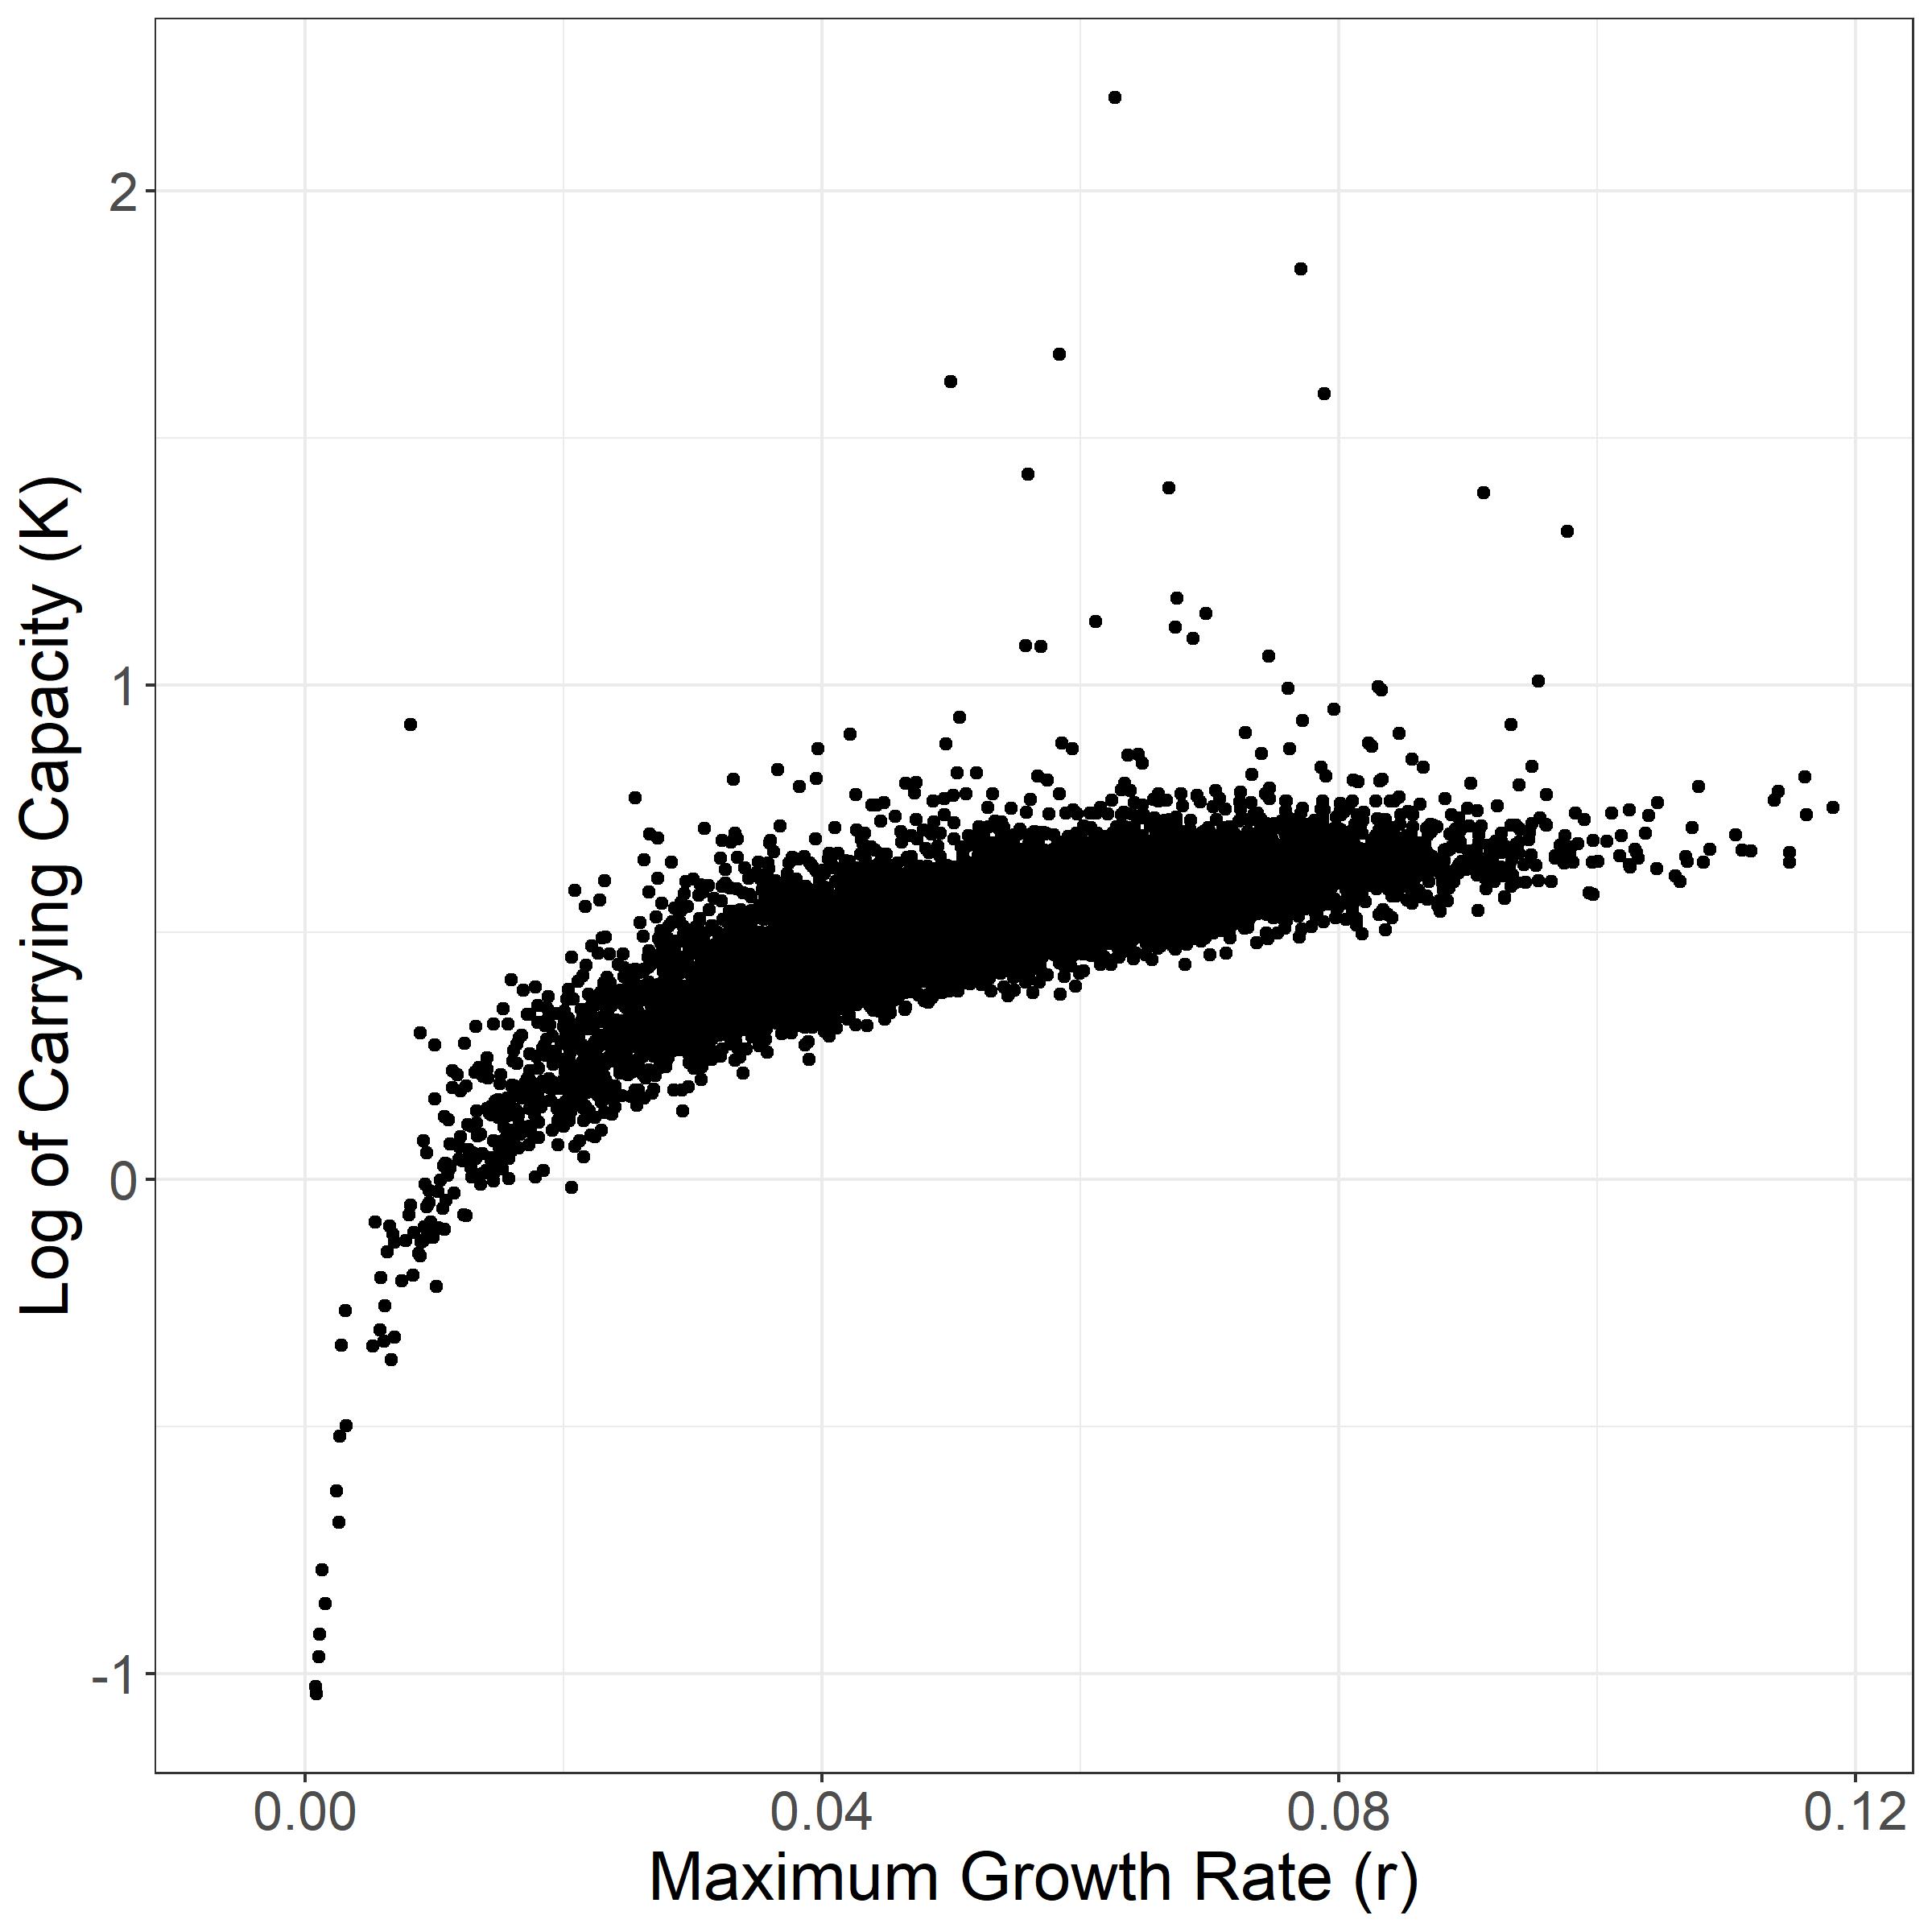 Log of Carrying Capacity (K)
2
1
0
-1
0.00 0.04 0.08 0.12
Maximum Growth Rate (r)